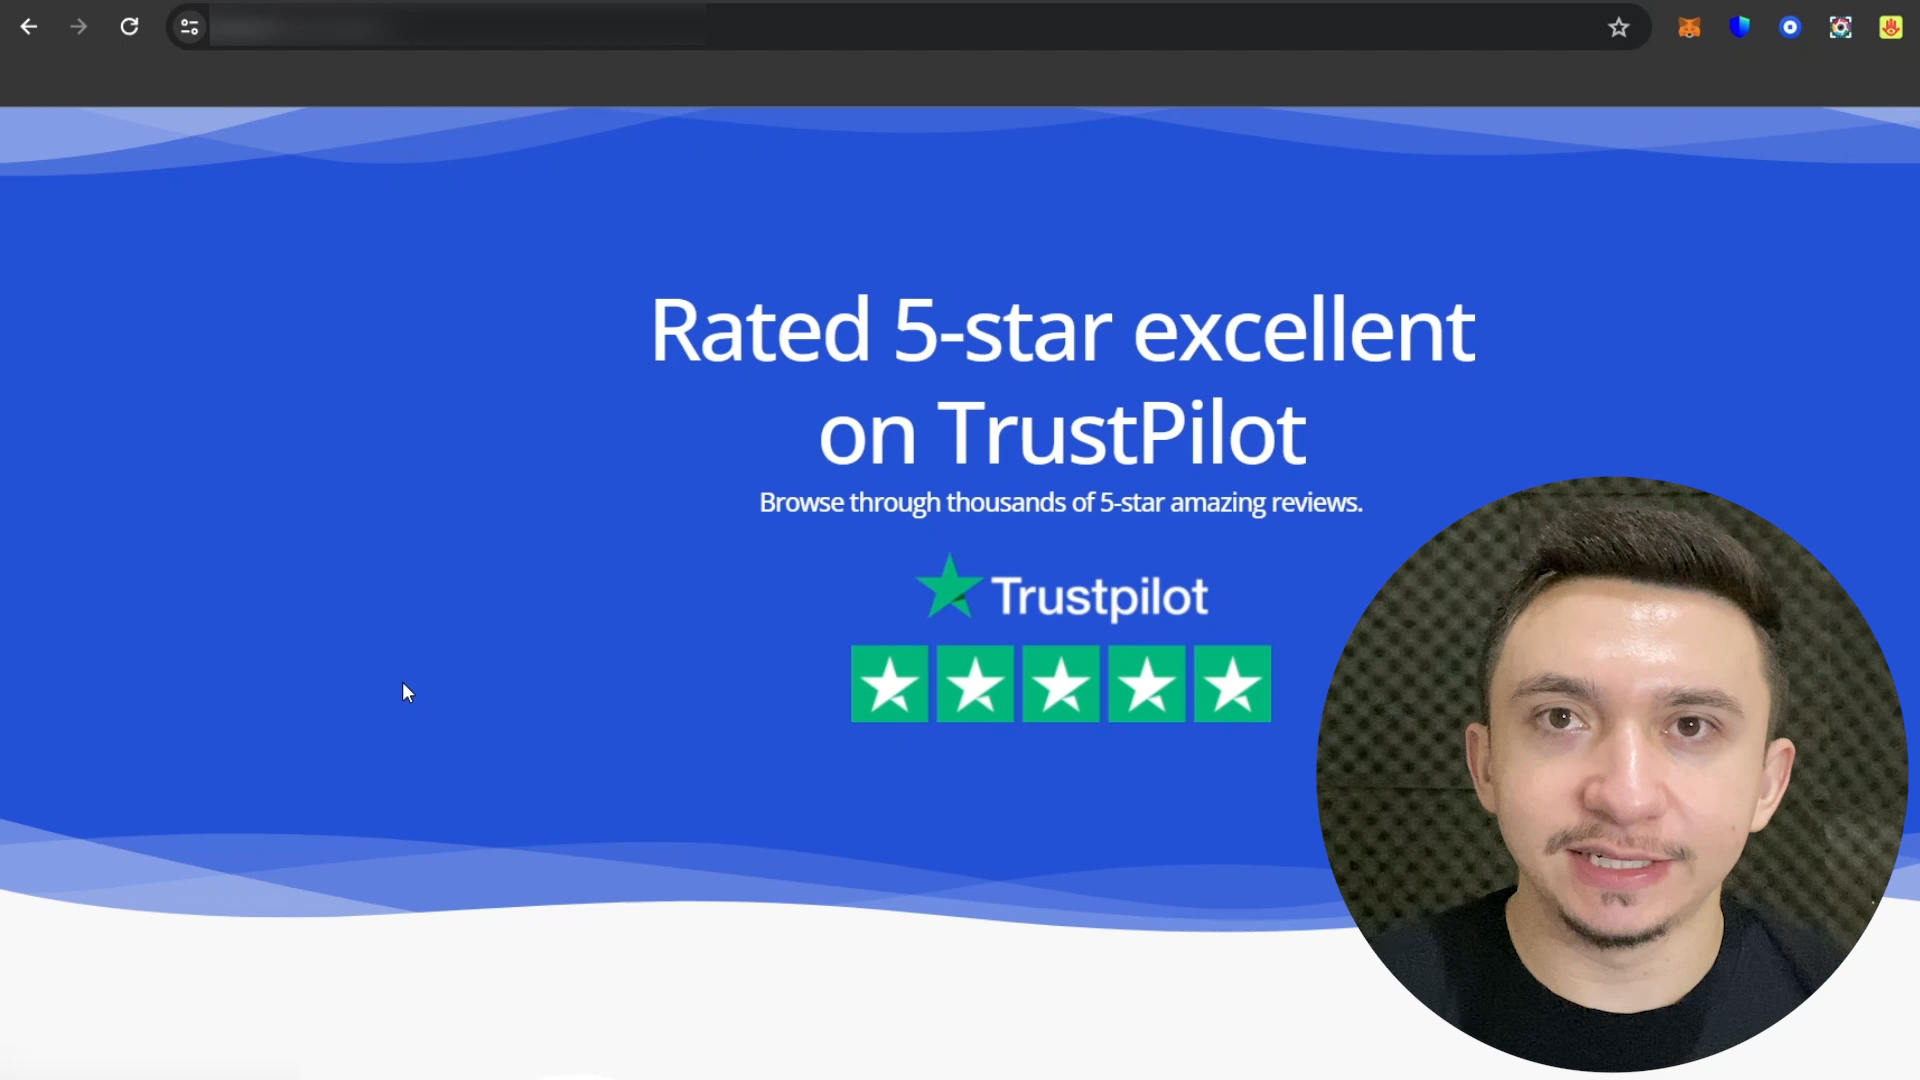 Rated 5-star excellent
on TrustPilot
Browse through thousands of 5-star amazing reviews.
Trustpilot